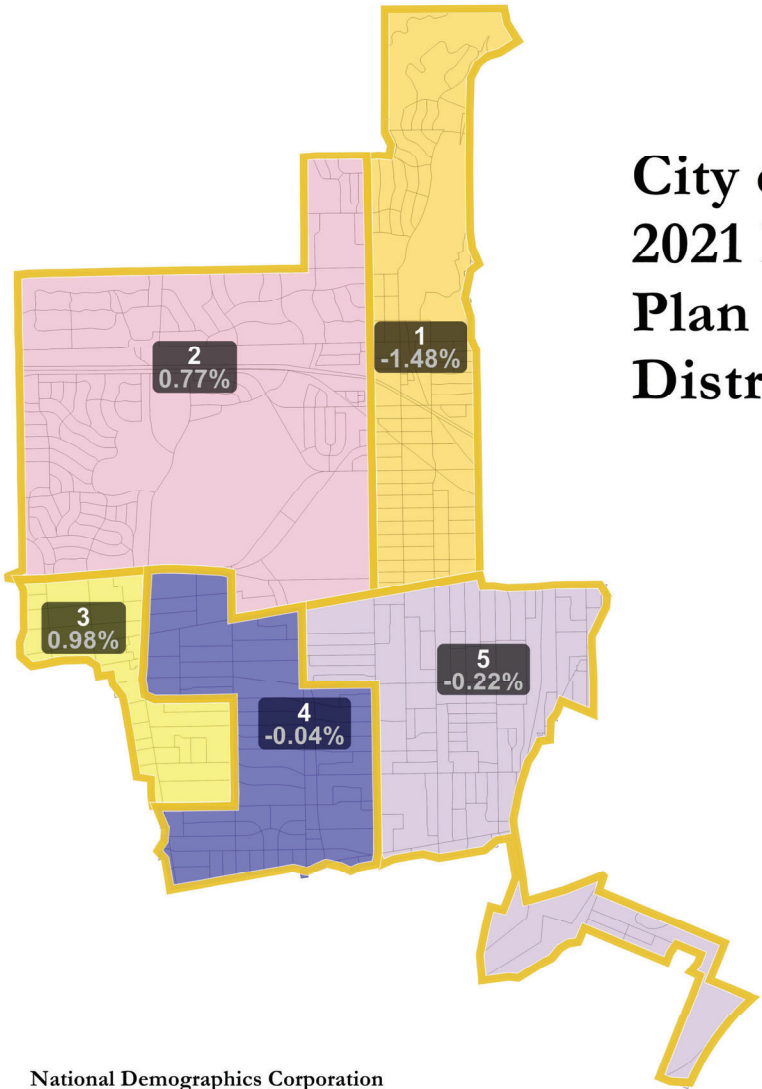 City
2021
Plan
Distr
1
-1.48%
2
0.77%
3
0.98%
5
-0.22%
4
-0.04%
National Demographics Corporation